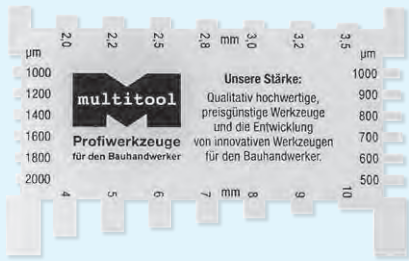 2,0 2,2 2,5 2,8 mm 3,0 3,2 3,5
µm
1000
1200
1400
1600
1800
2000
multitool
Profiwerkzeuge
für den Bauhandwerker
Unsere Stärke:
Qualitativ hochwertige,
preisgünstige Werkzeuge
und die Entwicklung
von innovativen Werkzeugen
für den Bauhandwerker.
µm
1000
900
800
700
600
500
4 5 6 7 mm 8 9 10